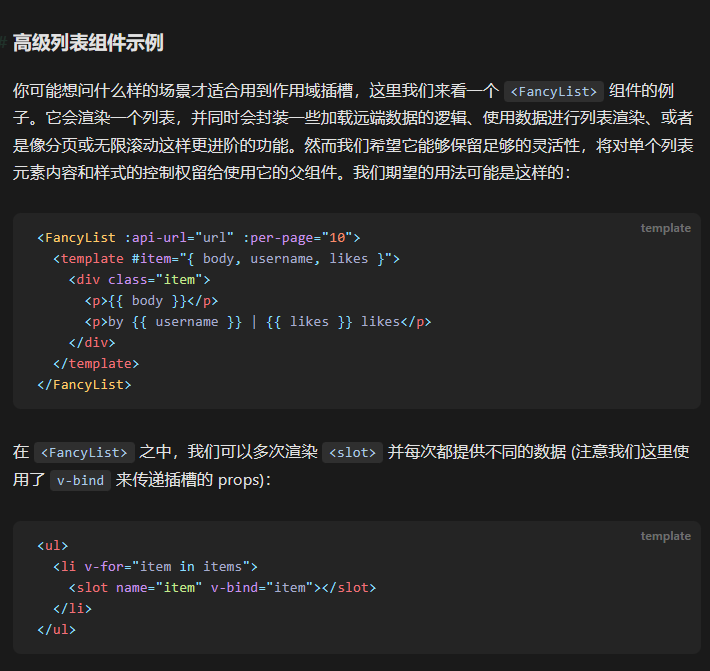 # 高级列表组件示例
你可能想问什么样的场景才适合用到作用域插槽，这里我们来看一个 <FancyList> 组件的例
子。它会渲染一个列表，并同时会封装一些加载远端数据的逻辑、使用数据进行列表渲染、或者
是像分页或无限滚动这样更进阶的功能。然而我们希望它能够保留足够的灵活性，将对单个列表
元素内容和样式的控制权留给使用它的父组件。我们期望的用法可能是这样的：
template
<FancyList :api-url="url" :per-page="10">
  <template #item="{ body, username, likes }">
    <div class="item">
      <p>{{ body }}</p>
      <p>by {{ username }} | {{ likes }} likes</p>
    </div>
  </template>
</FancyList>
在 <FancyList> 之中，我们可以多次渲染 <slot> 并每次都提供不同的数据 (注意我们这里使
用了 v-bind 来传递插槽的 props)：
template
<ul>
  <li v-for="item in items">
    <slot name="item" v-bind="item"></slot>
  </li>
</ul>